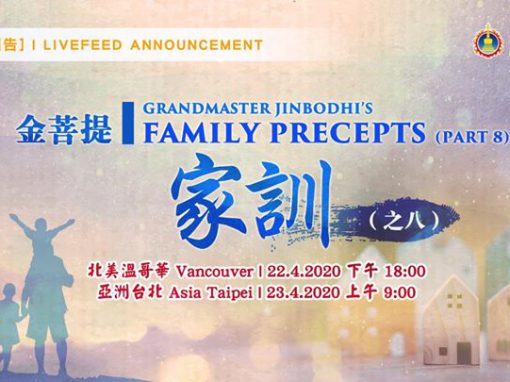 告] | LIVEFEED ANNOUNCEMENT
金菩提
GRANDMASTER JINBODHI'S
FAMILY PRECEPTS (PART 8)
家訓
（之八）
北美溫哥華 Vancouver | 22.4.2020 下午 18:00
亞洲台北 Asia Taipei | 23.4.2020 上午 9:00